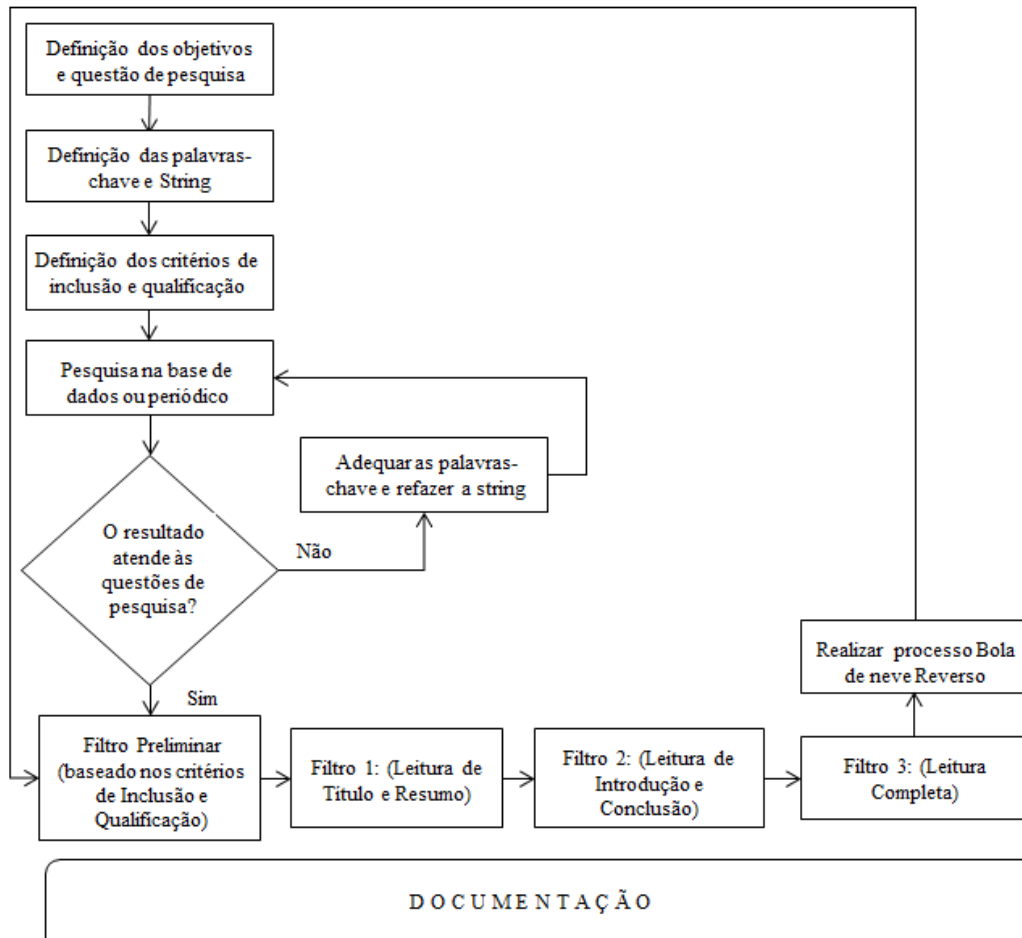 Definição dos objetivos
e questão de pesquisa
Definição das palavras-
chave e String
Definição dos critérios de
inclusão e qualificação
Pesquisa na base de
dados ou periódico
Adequar as palavras-
chave e refazer a string
O resultado
atende às
questões de
pesquisa?
Não
Sim
Realizar processo Bola
de neve Reverso
Filtro Preliminar
(baseado nos critérios
de Inclusão e
Qualificação)
Filtro 1: (Leitura de
Título e Resumo)
Filtro 2: (Leitura de
Introdução e
Conclusão)
Filtro 3: (Leitura
Completa)
DOCUMENTAÇÃO